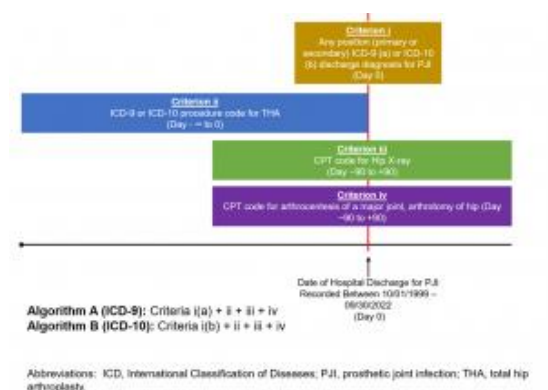 Criterion i
Any position (primary or
secondary) ICD-9 (a) or ICD-10
(b) discharge diagnosis for PJI
(Day 0)
Criterion ii
ICD-9 or ICD-10 procedure code for THA
(Day - ∞ to 0)
Criterion iii
CPT code for Hip X-ray
(Day −90 to +90)
Criterion iv
CPT code for arthrocentesis of a major joint, arthrotomy of hip (Day
−90 to +90)
Date of Hospital Discharge for PJI
Recorded Between 10/01/1999 –
09/30/2022
(Day 0)
Algorithm A (ICD-9): Criteria i(a) + ii + iii + iv
Algorithm B (ICD-10): Criteria i(b) + ii + iii + iv
Abbreviations: ICD, International Classification of Diseases; PJI, prosthetic joint infection; THA, total hip
arthroplasty.